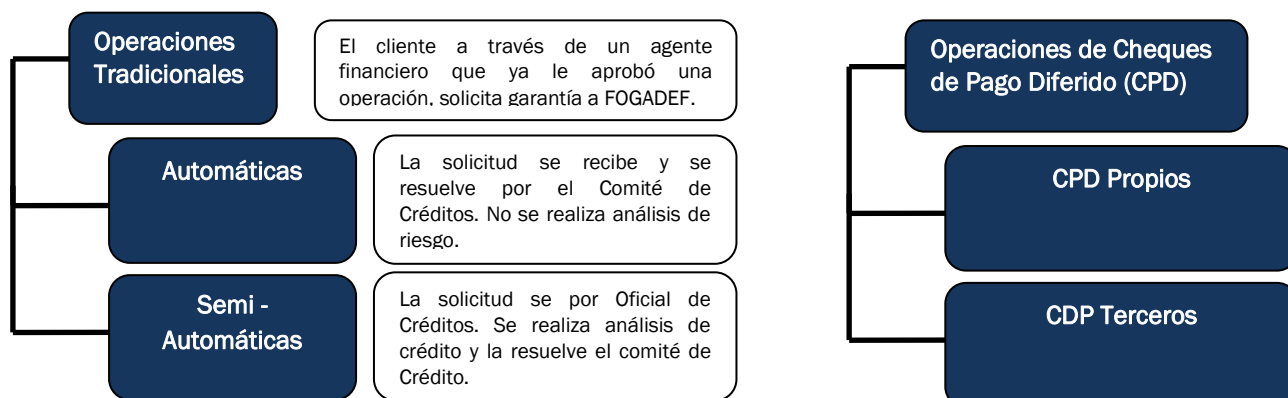 Operaciones
Tradicionales
El cliente a través de un agente
financiero que ya le aprobó una
operación, solicita garantía a FOGADEF.
Automáticas
La solicitud se recibe y se
resuelve por el Comité de
Créditos. No se realiza análisis de
riesgo.
Semi -
Automáticas
La solicitud se por Oficial de
Créditos. Se realiza análisis de
crédito y la resuelve el comité de
Crédito.
Operaciones de Cheques
de Pago Diferido (CPD)
CPD Propios
CDP Terceros